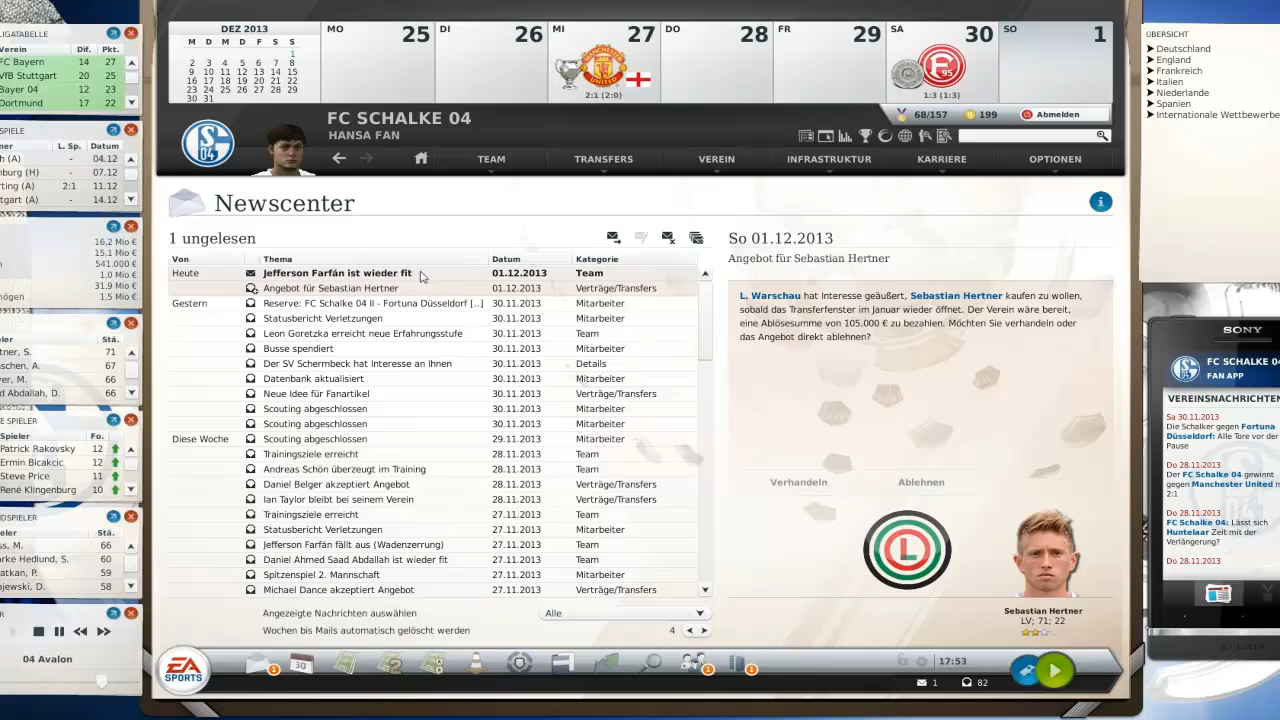 LIGATABELLE
Verein Dif. Pkt.
FC Bayern 14 27
VfB Stuttgart 20 25
Bayer 04 12 23
Dortmund 17 22
SPIELE
L. Sp. Datum
(A) - 04.12
(H) - 07.12
(A) 2:1 11.12
(A) - 14.12
16,2 Mio €
15,1 Mio €
541.000 €
1,0 Mio €
31,9 Mio €
1,5 Mio €
Stä.
S. 71
A. 67
M. 66
Abdallah, D. 66
SPIELER
Spieler Fo.
Patrick Rakovsky 12
Ermin Bicakcic 12
Steve Price 11
René Klingenburg 10
Stä.
M. 66
Hedlund, S. 60
P. 59
D. 58
04 Avalon
DEZ 2013
M D M D F S S
1
2 3 4 5 6 7 8
9 10 11 12 13 14 15
16 17 18 19 20 21 22
23 24 25 26 27 28 29
30 31
MO 25
DI 26
MI 27
MANCHESTER UNITED
2:1 (2:0)
DO 28
FR 29
SA 30
F 95
1:3 (1:3)
SO 1
FC SCHALKE 04
HANSA FAN
S 04
68/157 199 Abmelden
TEAM TRANSFERS VEREIN INFRASTRUKTUR KARRIERE OPTIONEN
Newscenter
1 ungelesen
Von Thema Datum Kategorie
Heute Jefferson Farfán ist wieder fit 01.12.2013 Team
Angebot für Sebastian Hertner 01.12.2013 Verträge/Transfers
Gestern Reserve: FC Schalke 04 II - Fortuna Düsseldorf [..] 30.11.2013 Mitarbeiter
Statusbericht Verletzungen 30.11.2013 Mitarbeiter
Leon Goretzka erreicht neue Erfahrungsstufe 30.11.2013 Team
Busse spendiert 30.11.2013 Mitarbeiter
Der SV Schermbeck hat Interesse an Ihnen 30.11.2013 Details
Datenbank aktualisiert 30.11.2013 Mitarbeiter
Neue Idee für Fanartikel 30.11.2013 Verträge/Transfers
Scouting abgeschlossen 30.11.2013 Mitarbeiter
Scouting abgeschlossen 30.11.2013 Mitarbeiter
Diese Woche Scouting abgeschlossen 29.11.2013 Mitarbeiter
Trainingsziele erreicht 28.11.2013 Team
Andreas Schön überzeugt im Training 28.11.2013 Team
Daniel Belger akzeptiert Angebot 28.11.2013 Verträge/Transfers
Ian Taylor bleibt bei seinem Verein 28.11.2013 Verträge/Transfers
Trainingsziele erreicht 27.11.2013 Team
Statusbericht Verletzungen 27.11.2013 Mitarbeiter
Jefferson Farfán fällt aus (Wadenzerrung) 27.11.2013 Team
Daniel Ahmed Saad Abdallah ist wieder fit 27.11.2013 Team
Spitzenspiel 2. Mannschaft 27.11.2013 Mitarbeiter
Michael Dance akzeptiert Angebot 27.11.2013 Verträge/Transfers
Angezeigte Nachrichten auswählen Alle
Wochen bis Mails automatisch gelöscht werden 4
So 01.12.2013
Angebot für Sebastian Hertner
L. Warschau hat Interesse geäußert, Sebastian Hertner kaufen zu wollen,
sobald das Transferfenster im Januar wieder öffnet. Der Verein wäre bereit,
eine Ablösesumme von 105.000 € zu bezahlen. Möchten Sie verhandeln oder
das Angebot direkt ablehnen?
Verhandeln Ablehnen
L
Sebastian Hertner
LV; 71; 22
EA SPORTS
1 30 2 1 1
17:53
1 82
ÜBERSICHT
Deutschland
England
Frankreich
Italien
Niederlande
Spanien
Internationale Wettbewerbe
SONY
FC SCHALKE 04
FAN APP
VEREINSNACHRICHTEN
Sa 30.11.2013
Die Schalker gegen Fortuna
Düsseldorf: Alle Tore vor der
Pause
Do 28.11.2013
Der FC Schalke 04 gewinnt
gegen Manchester United
2:1
Do 28.11.2013
FC Schalke 04: Lässt sich
Huntelaar Zeit mit der
Verlängerung?
Do 28.11.2013
XPERIA